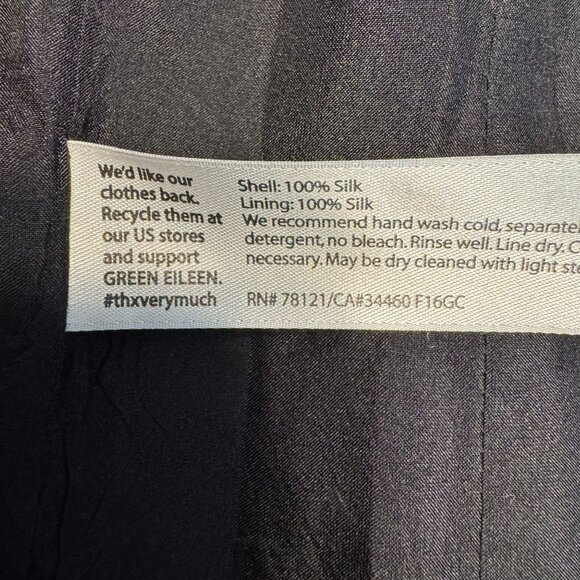 We'd like our
clothes back.
Recycle them at
our US stores
and support
GREEN EILEEN.
#thxverymuch
Shell: 100% Silk
Lining: 100% Silk
We recommend hand wash cold, separatel
detergent, no bleach. Rinse well. Line dry. C
necessary. May be dry cleaned with light ste
RN# 78121/CA#34460 F16GC